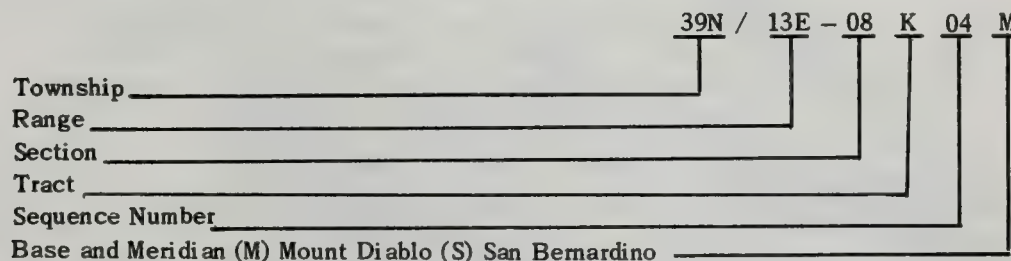 39N / 13E - 08 K 04 M
Township
Range
Section
Tract
Sequence Number
Base and Meridian (M) Mount Diablo (S) San Bernardino